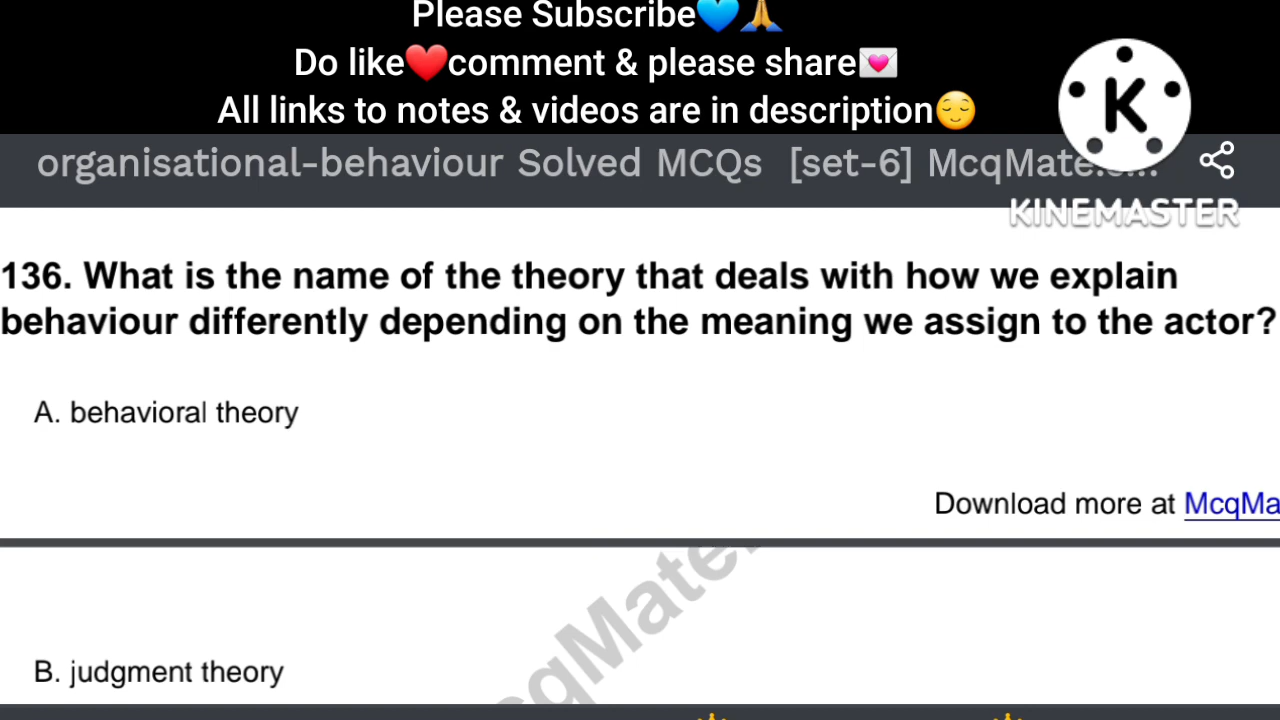 Please Subscribe💙🙏
Do like❤️comment & please share💌
All links to notes & videos are in description😌
K
organisational-behaviour Solved MCQs [set-6] McqMate.
KINEMASTER
136. What is the name of the theory that deals with how we explain
behaviour differently depending on the meaning we assign to the actor?
A. behavioral theory
Download more at McqMa
cqMate
B. judgment theory